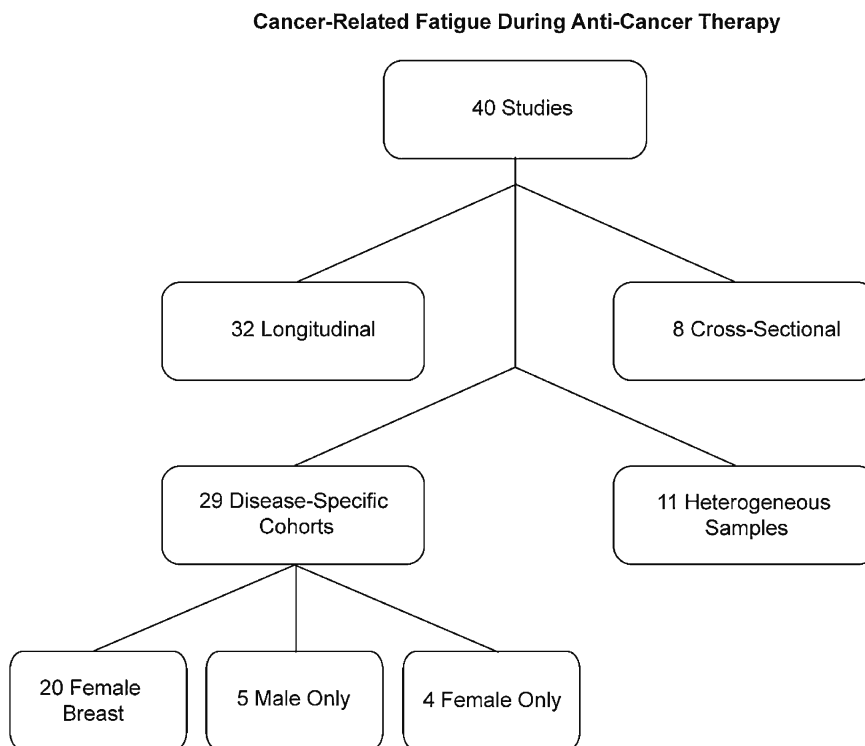 Cancer-Related Fatigue During Anti-Cancer Therapy
40 Studies
32 Longitudinal
8 Cross-Sectional
29 Disease-Specific
Cohorts
11 Heterogeneous
Samples
20 Female
Breast
5 Male Only
4 Female Only